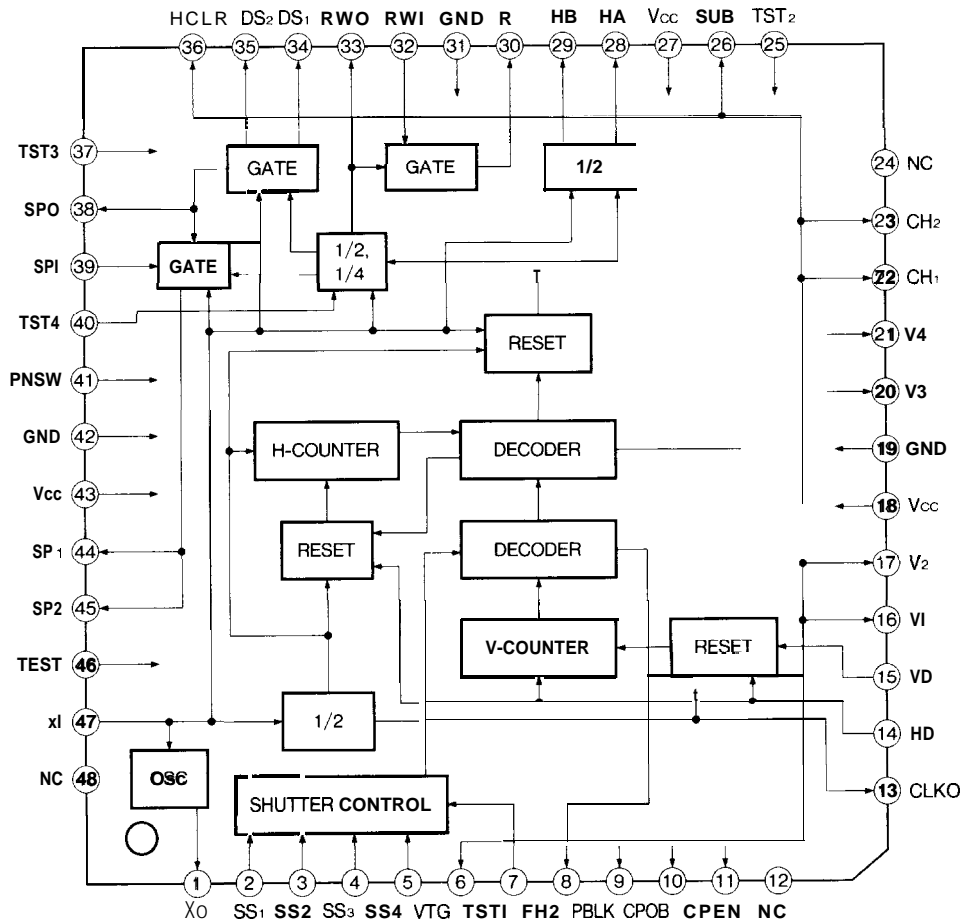 HCLR DS2 DS1 RWO RWI GND R HB HA VCC SUB TST2
36 35 34 33 32 31 30 29 28 27 26 25
TST3 37
GATE
GATE
1/2
24 NC
SPO 38
23 CH2
SPI 39
GATE
1/2,
1/4
22 CH1
TST4 40
RESET
21 V4
PNSW 41
20 V3
GND 42
H-COUNTER
DECODER
19 GND
Vcc 43
18 VCC
SP1 44
RESET
DECODER
17 V2
SP2 45
16 VI
V-COUNTER
RESET
TEST 46
15 VD
t
xI 47
1/2
14 HD
NC 48
OSC
SHUTTER CONTROL
13 CLKO
1 2 3 4 5 6 7 8 9 10 11 12
XO SS1 SS2 SS3 SS4 VTG TSTI FH2 PBLK CPOB CPEN NC